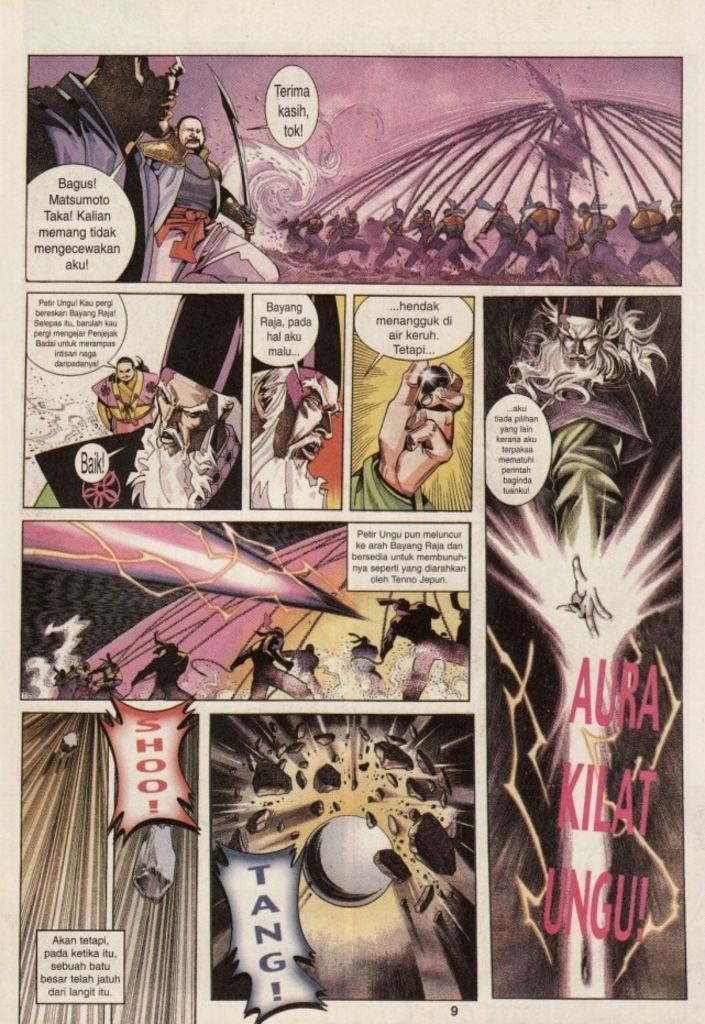 Terima
kasih,
tok!
Bagus!
Matsumoto
Taka! Kalian
memang tidak
mengecewakan
aku!
Petir Ungu! Kau pergi
bereskan Bayang Raja!
Selepas itu, barulah kau
pergi mengejar Penjejak
Badai untuk merampas
intisari naga
daripadanya!
Baik!
Bayang
Raja, pada
hal aku
malu...
...hendak
menangguk di
air keruh.
Tetapi...
...aku
tiada pilihan
yang lain
kerana aku
terpaksa
mematuhi
perintah
baginda
tuanku!
AURA
KILAT
UNGU!
Petir Ungu pun meluncur
ke arah Bayang Raja dan
bersedia untuk membunuh-
nya seperti yang diarahkan
oleh Tenno Jepun.
SHOO!
Akan tetapi,
pada ketika itu,
sebuah batu
besar telah jatuh
dari langit itu.
TANG!
9